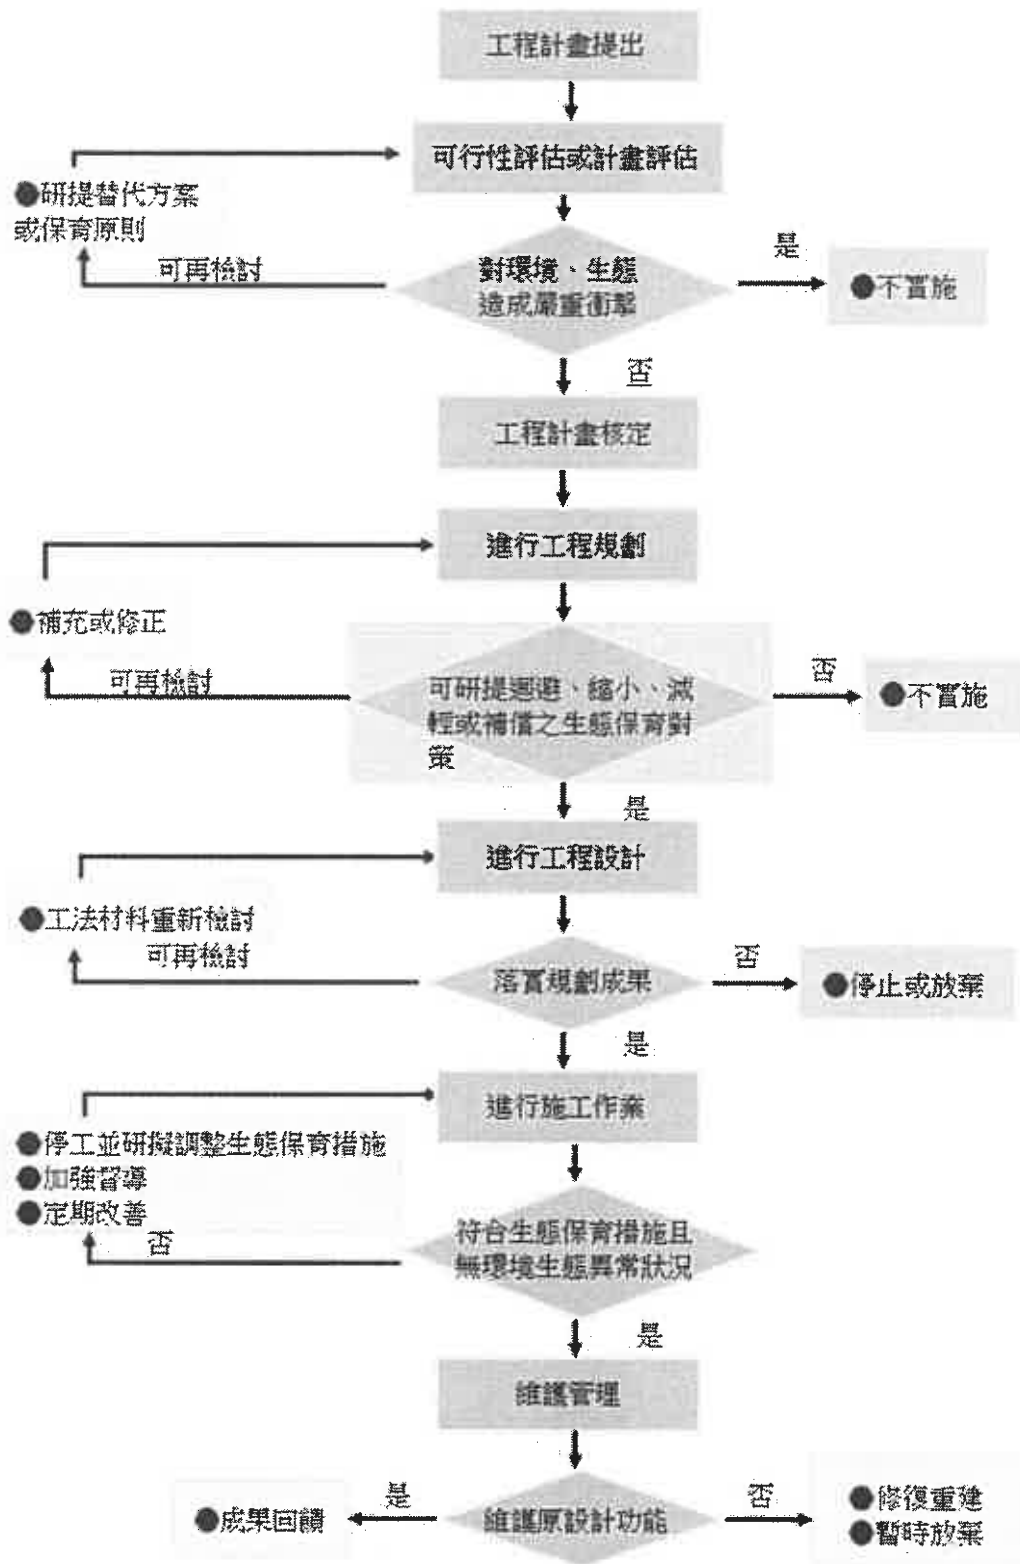 工程計畫提出
可行性評估或計畫評估
●研提替代方案
或保育原則
可再檢討
對環境、生態
造成嚴重衝擊
是
●不實施
否
工程計畫核定
進行工程規劃
●補充或修正
可再檢討
可研提迴避、縮小、減
輕或補償之生態保育對
策
否
●不實施
是
進行工程設計
●工法材料重新檢討
可再檢討
落實規劃成果
否
●停止或放棄
是
進行施工作業
●停工並研擬調整生態保育措施
●加強督導
●定期改善
否
符合生態保育措施且
無環境生態異常狀況
是
維護管理
●成果回饋
是
維護原設計功能
否
●修復重建
●暫時放棄